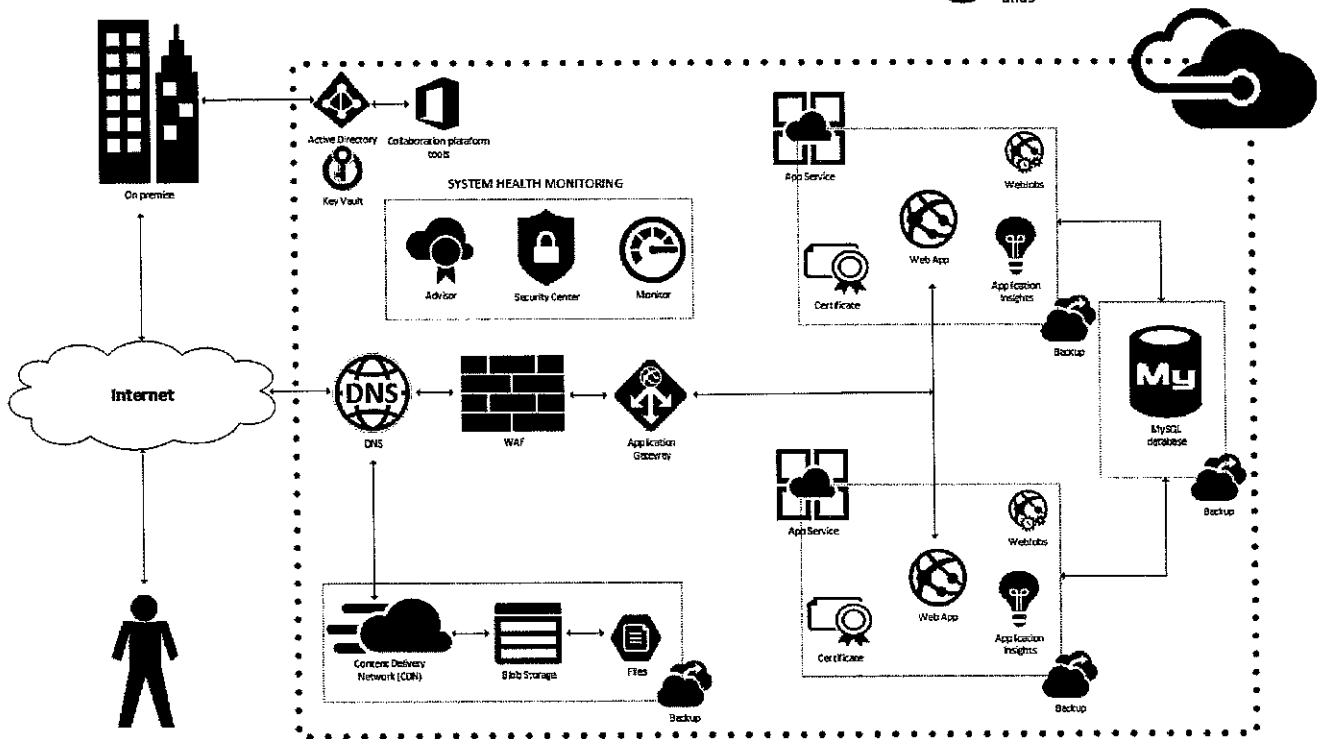 On premise
Active Directory
Collaboration plataform
tools
Key Vault
SYSTEM HEALTH MONITORING
Advisor
Security Center
Monitor
App Service
WebJobs
Web App
Certificate
Application
Insights
Backup
Internet
DNS
DNS
WAF
Application
Gateway
My
MySQL
database
Backup
App Service
WebJobs
Web App
Certificate
Application
Insights
Backup
Content Delivery
Network (CDN)
Blob Storage
Files
Backup